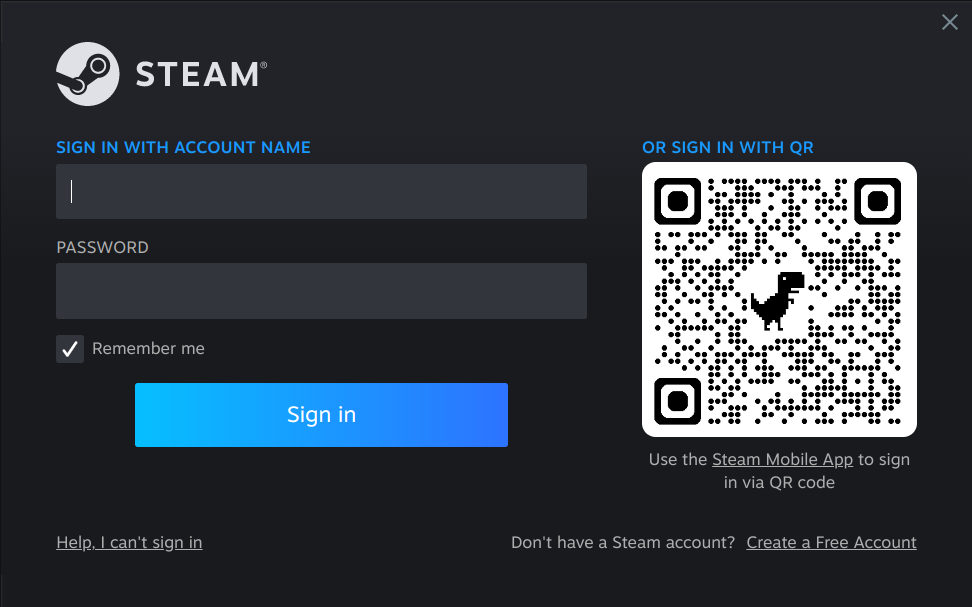 STEAM®
SIGN IN WITH ACCOUNT NAME
PASSWORD
Remember me
Sign in
OR SIGN IN WITH QR
Use the Steam Mobile App to sign
in via QR code
Help, I can't sign in
Don't have a Steam account? Create a Free Account